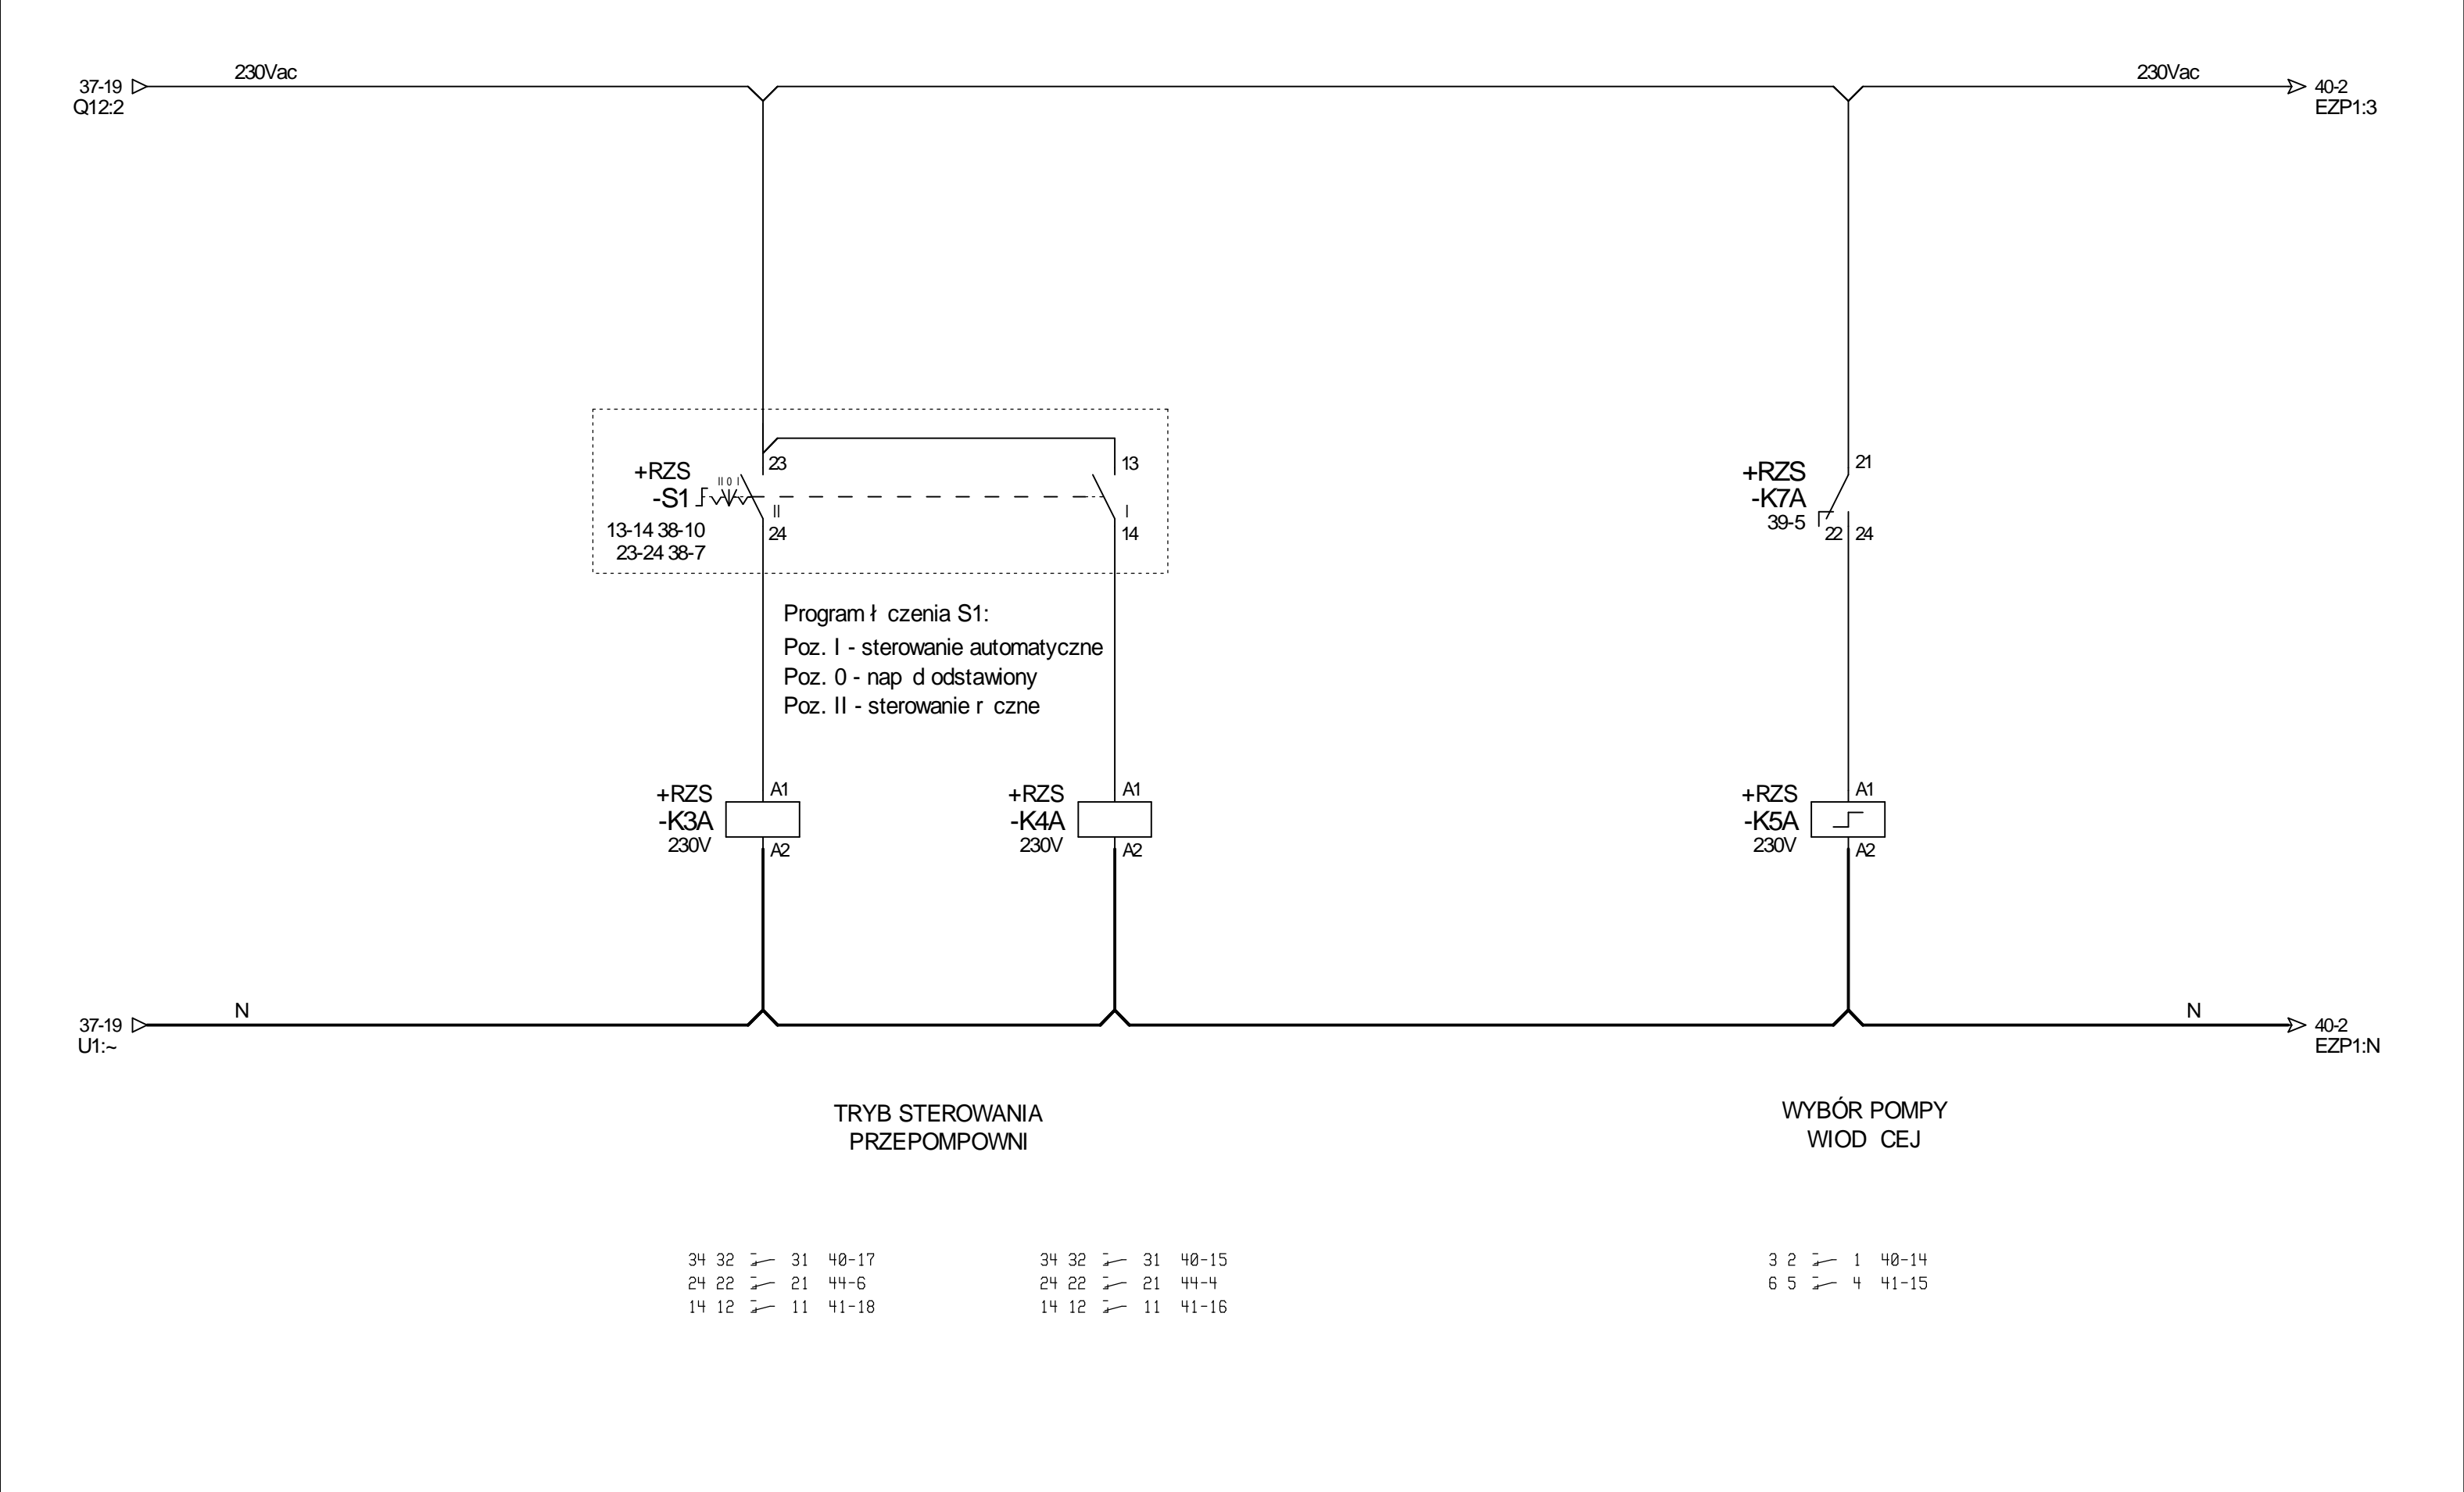 230Vac
230Vac
37-19
Q12:2
40-2
EZP1:3
23
13
+RZS
-S1
II 0 I
II
I
13-14 38-10
23-24 38-7
24
14
+RZS
-K7A
39-5
21
22
24
Program ł czenia S1:
Poz. I - sterowanie automatyczne
Poz. 0 - nap d odstawiony
Poz. II - sterowanie r czne
+RZS
-K3A
230V
A1
A2
+RZS
-K4A
230V
A1
A2
+RZS
-K5A
230V
A1
A2
N
N
37-19
U1:~
40-2
EZP1:N
TRYB STEROWANIA
PRZEPOMPOWNI
WYBÓR POMPY
WIOD CEJ
34 32 31 40-17
24 22 21 44-6
14 12 11 41-18
34 32 31 40-15
24 22 21 44-4
14 12 11 41-16
3 2 1 40-14
6 5 4 41-15